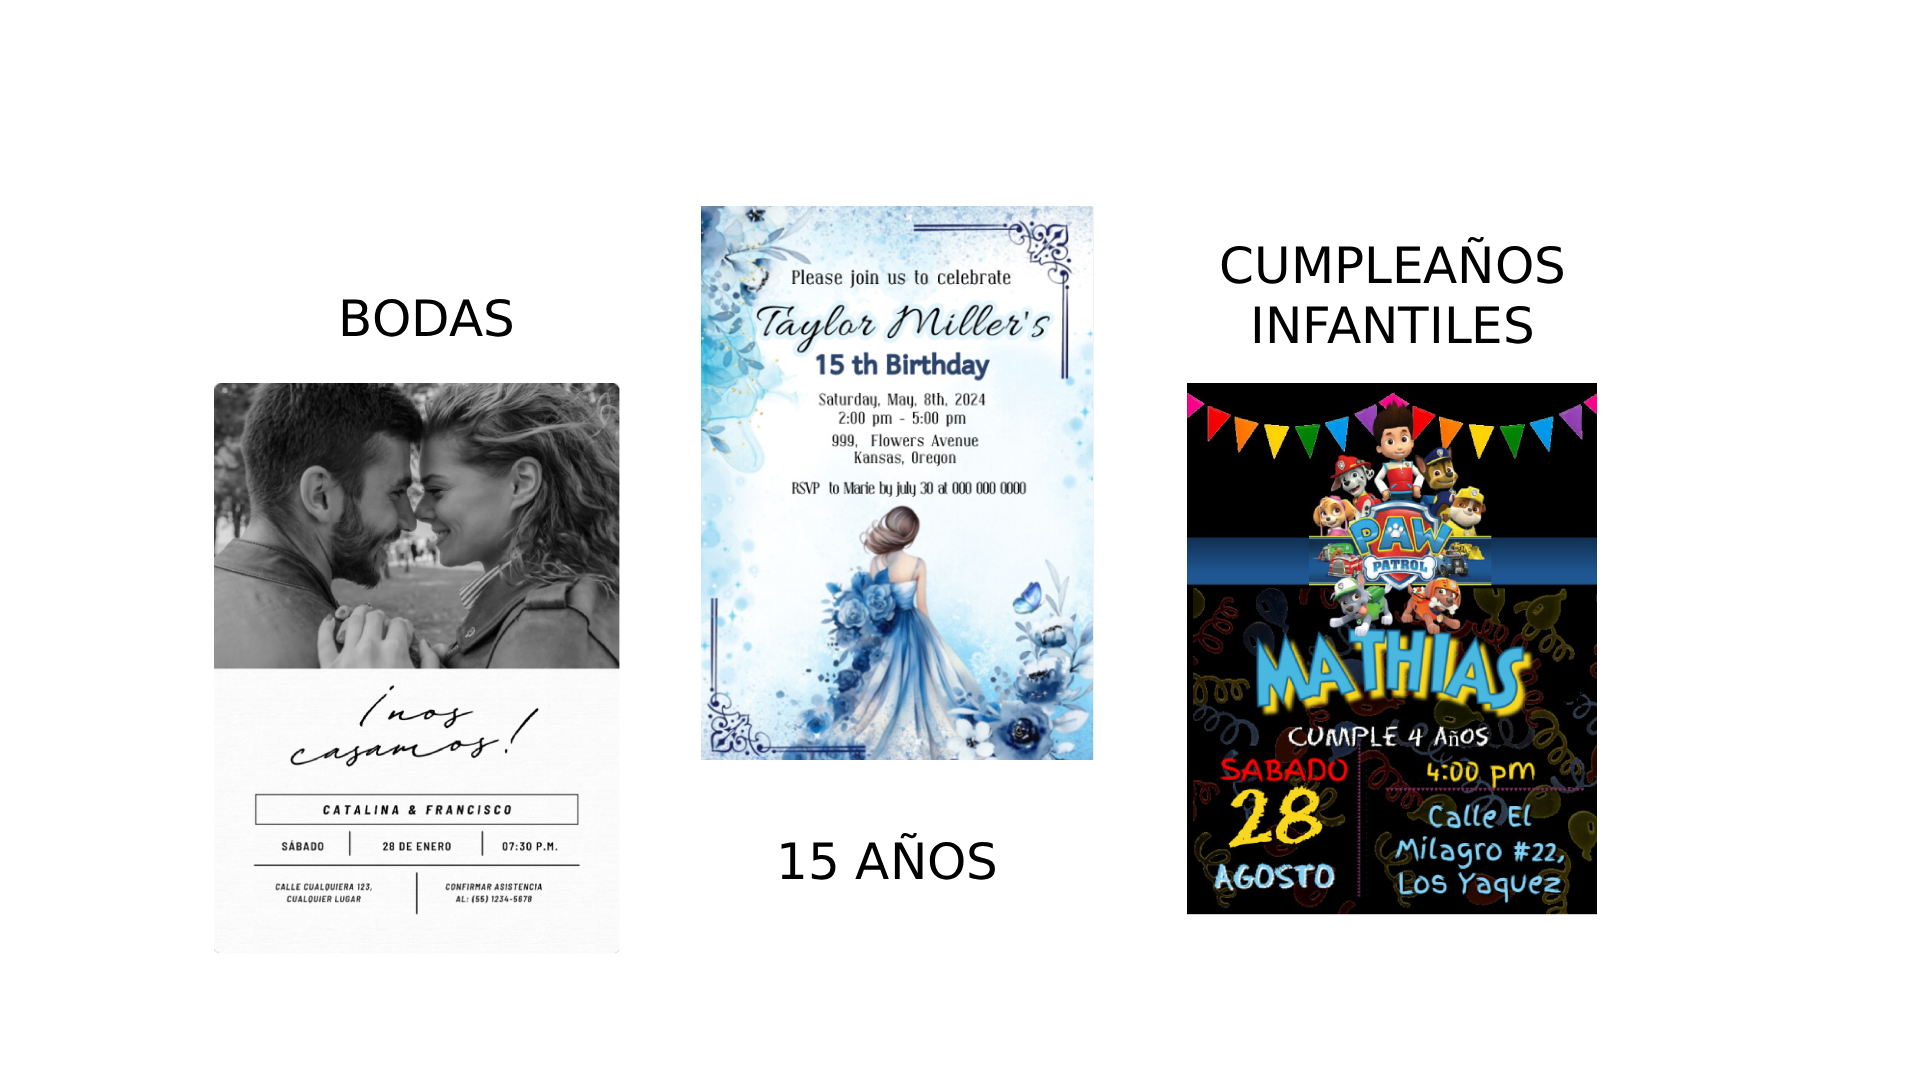 BODAS
¡nos
casamos!
CATALINA & FRANCISCO
SÁBADO
28 DE ENERO
07:30 P.M.
CALLE CUALQUIERA 123,
CUALQUIER LUGAR
CONFIRMAR ASISTENCIA
AL: (55) 1234-5678
Please join us to celebrate
Taylor Miller's
15 th Birthday
Saturday, May, 8th, 2024
2:00 pm - 5:00 pm
999, Flowers Avenue
Kansas, Oregon
RSVP to Marie by july 30 at 000 000 0000
15 AÑOS
CUMPLEAÑOS
INFANTILES
PAW
PATROL
MATHIAS
CUMPLE 4 AñOS
SABADO
28
AGOSTO
4:00 pm
Calle El
Milagro #22,
Los Yaquez